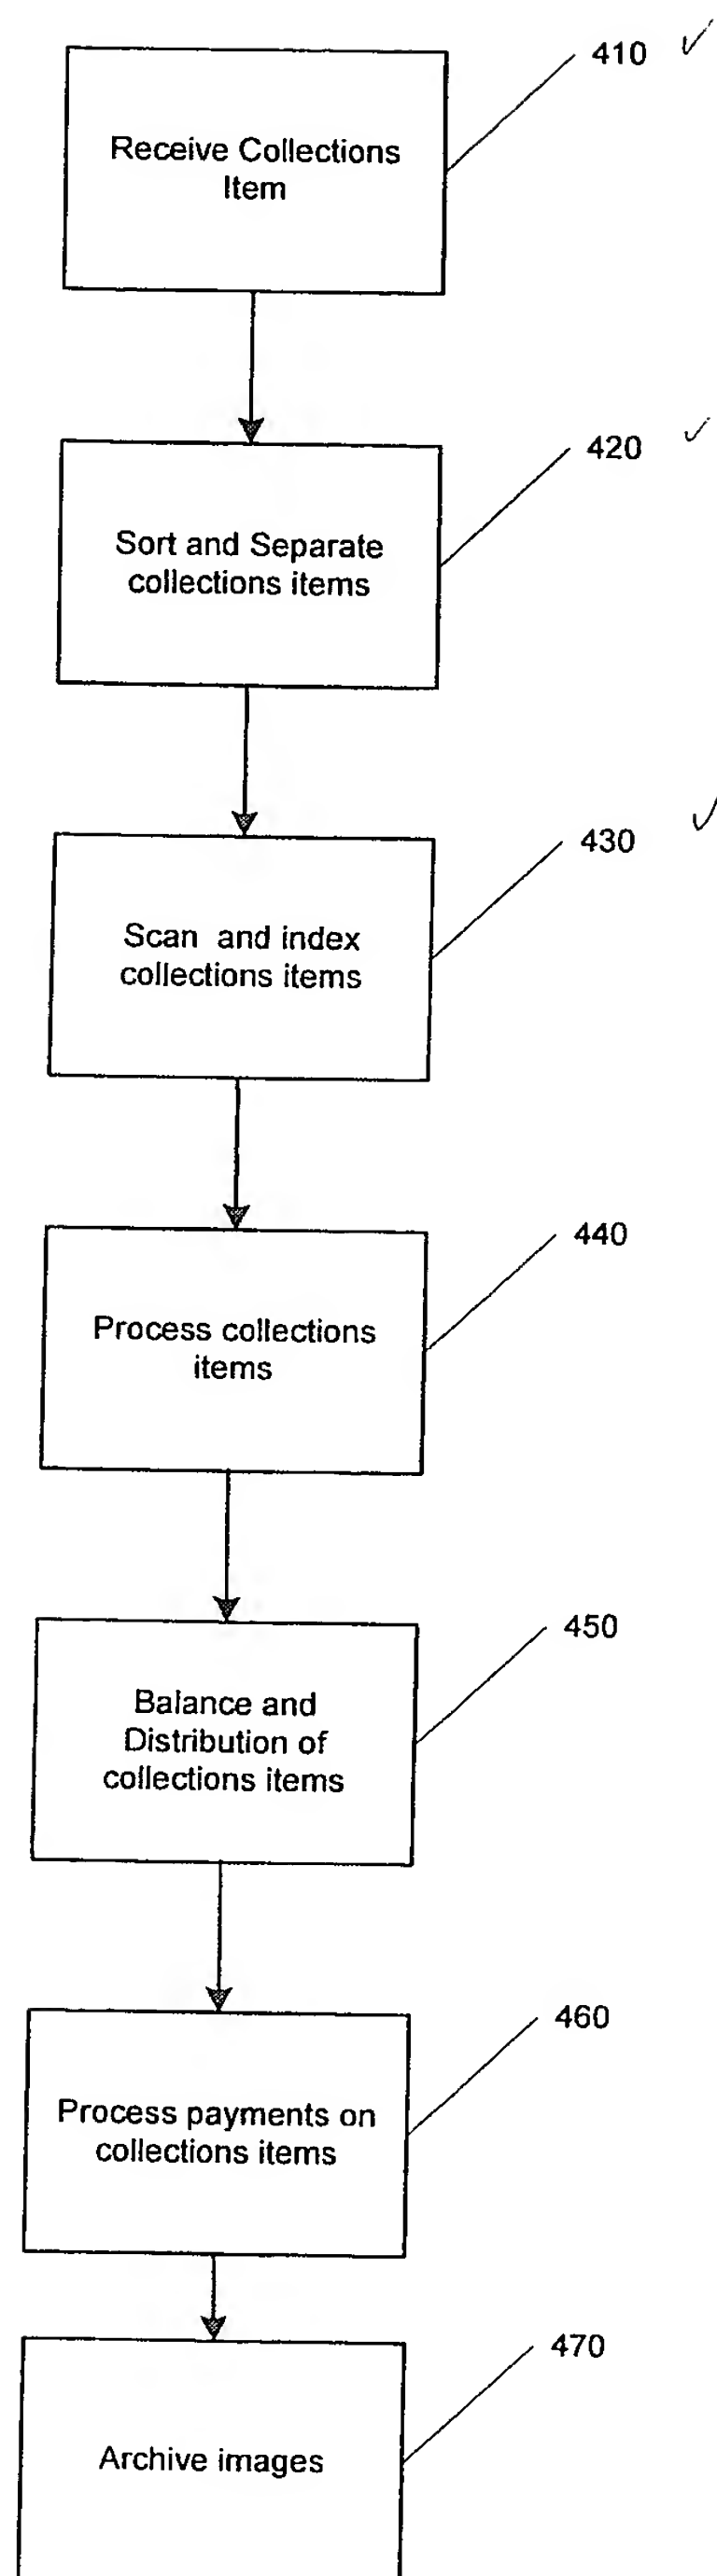 Receive Collections
Item
410
Sort and Separate
collections items
420
Scan and index
collections items
430
Process collections
items
440
Balance and
Distribution of
collections items
450
Process payments on
collections items
460
Archive images
470